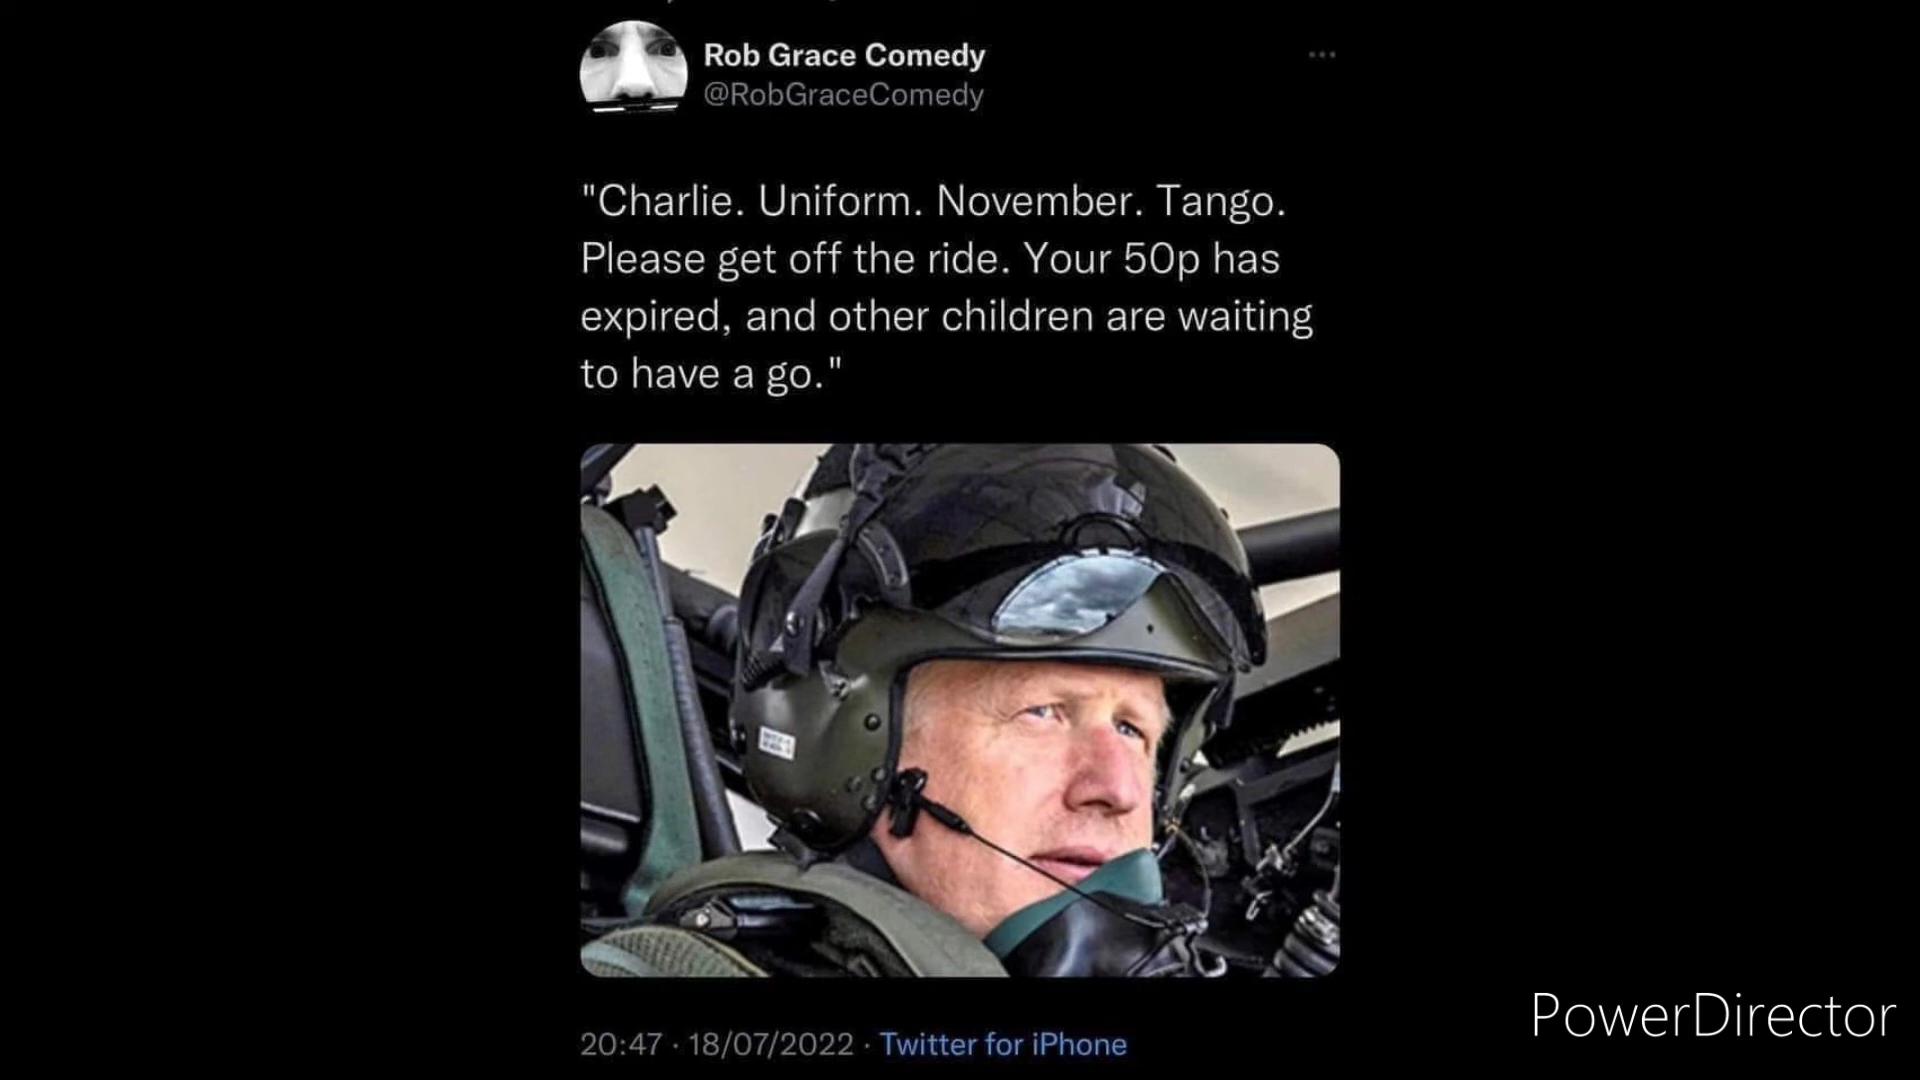 Rob Grace Comedy
@RobGraceComedy
"Charlie. Uniform. November. Tango.
Please get off the ride. Your 50p has
expired, and other children are waiting
to have a go."
20:47 · 18/07/2022 · Twitter for iPhone
PowerDirector